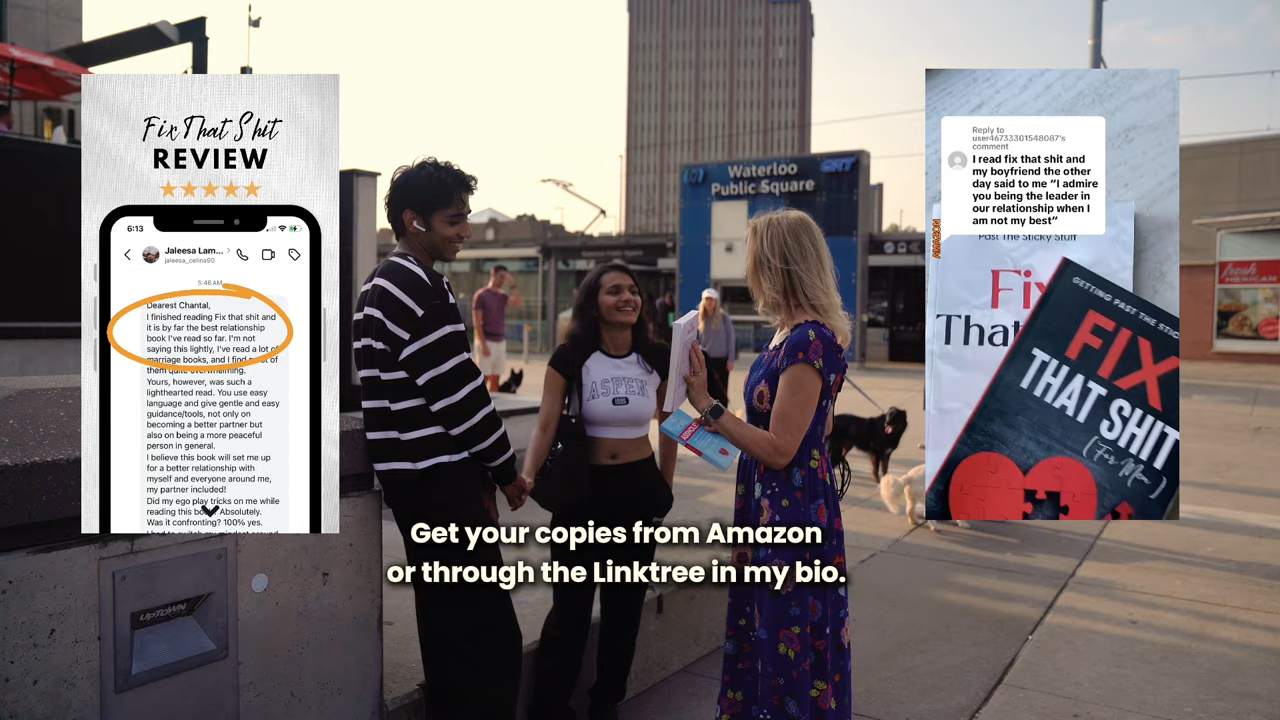 Fix That Shit
REVIEW
6:13
Jaleesa Lam...
jaleesa_celina90
5:46 AM
Dearest Chantal,
I finished reading Fix that shit and
it is by far the best relationship
book I've read so far. I'm not
saying this lightly, I've read a lot of
marriage books, and I find most of
them quite overwhelming.
Yours, however, was such a
lighthearted read. You use easy
language and give gentle and easy
guidance/tools, not only on
becoming a better partner but
also on being a more peaceful
person in general.
I believe this book will set me up
for a better relationship with
myself and everyone around me,
my partner included!
Did my ego play tricks on me while
reading this book? Absolutely.
Was it confronting? 100% yes.
UPTOWN
Waterloo
Public Square
ASPEN
1995
Get your copies from Amazon
or through the Linktree in my bio.
Reply to
user46733301548087's
comment
I read fix that shit and
my boyfriend the other
day said to me “I admire
you being the leader in
our relationship when I
am not my best”
AMAZON
Past The Sticky Stuff
Fix
That
GETTING PAST THE STIC
FIX
THAT SHIT
(For Men)
fresh
MEXICAN